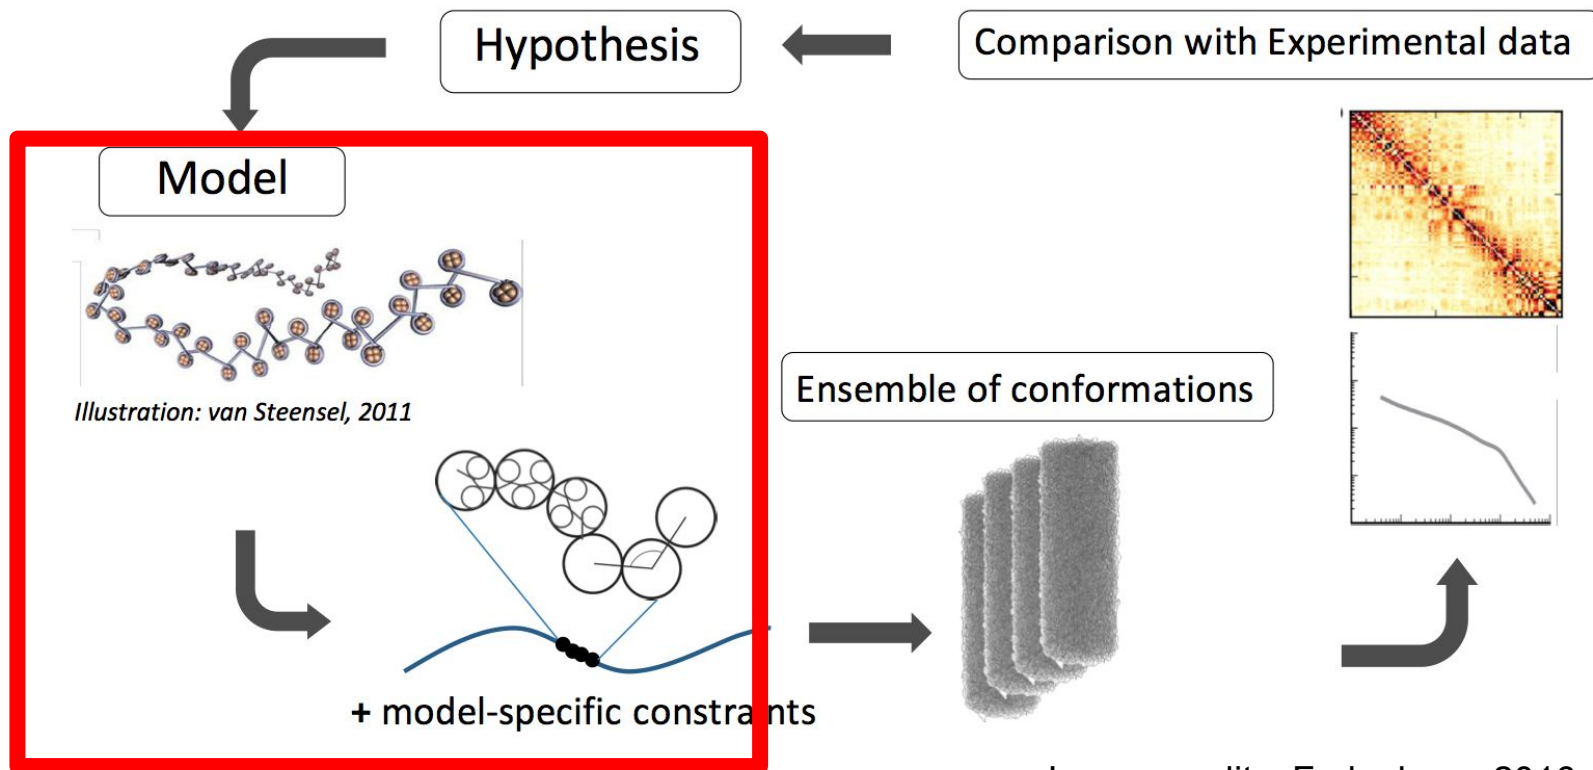 Hypothesis
Comparison with Experimental data
Model
Illustration: van Steensel, 2011
Ensemble of conformations
+ model-specific constraints